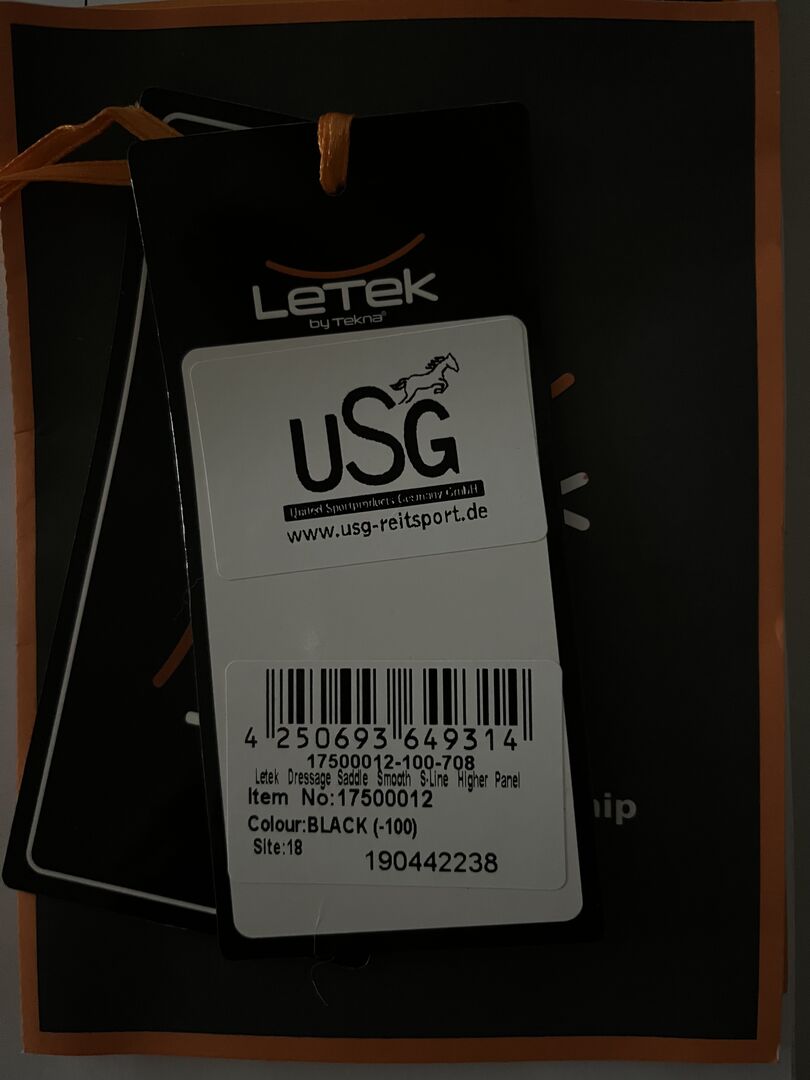 LeTeK
by Tekna®
USG
United Sportproducts Germany GmbH
www.usg-reitsport.de
4 250693 649314
17500012-100-708
Letek Dressage Saddle Smooth S-Line Higher Panel
Item No:17500012
Colour:BLACK (-100)
Site:18
190442238